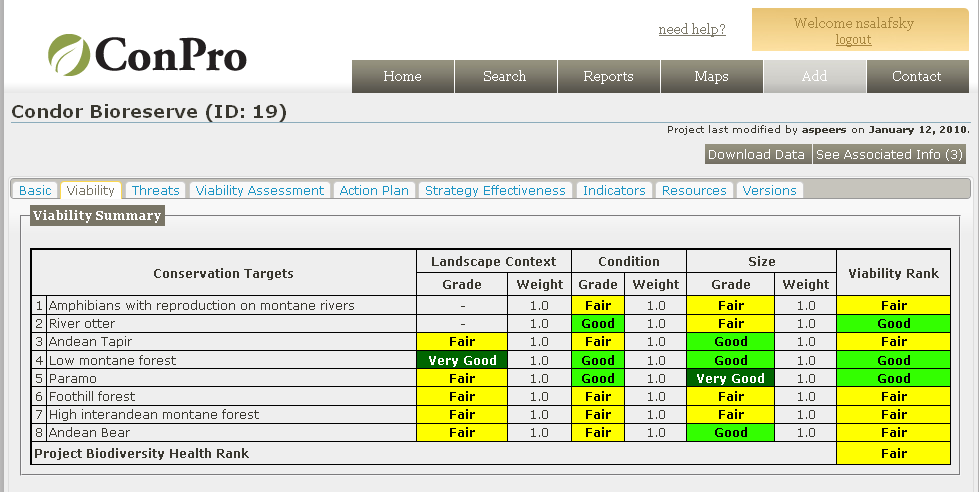 need help?
Welcome nsalafsky
logout
ConPro
Home Search Reports Maps Add Contact
Condor Bioreserve (ID: 19)
Project last modified by aspeers on January 12, 2010.
Download Data See Associated Info (3)
Basic Viability Threats Viability Assessment Action Plan Strategy Effectiveness Indicators Resources Versions
Viability Summary
Conservation Targets Landscape Context Condition Size Viability Rank
Grade Weight Grade Weight Grade Weight
1 Amphibians with reproduction on montane rivers - 1.0 Fair 1.0 Fair 1.0 Fair
2 River otter - 1.0 Good 1.0 Fair 1.0 Good
3 Andean Tapir Fair 1.0 Fair 1.0 Good 1.0 Fair
4 Low montane forest Very Good 1.0 Good 1.0 Good 1.0 Good
5 Paramo Fair 1.0 Good 1.0 Very Good 1.0 Good
6 Foothill forest Fair 1.0 Fair 1.0 Fair 1.0 Fair
7 High interandean montane forest Fair 1.0 Fair 1.0 Fair 1.0 Fair
8 Andean Bear Fair 1.0 Fair 1.0 Good 1.0 Fair
Project Biodiversity Health Rank Fair